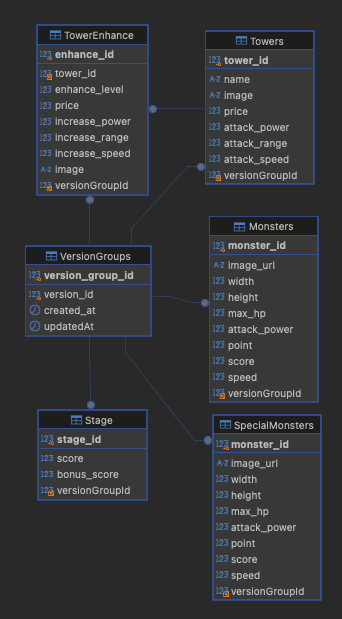 TowerEnhance
123 enhance_id
123 tower_id
123 enhance_level
123 price
123 increase_power
123 increase_range
123 increase_speed
A-Z image
123 versionGroupId
Towers
123 tower_id
A-Z name
A-Z image
123 price
123 attack_power
123 attack_range
123 attack_speed
123 versionGroupId
VersionGroups
123 version_group_id
123 version_id
created_at
updatedAt
Monsters
123 monster_id
A-Z image_url
123 width
123 height
123 max_hp
123 attack_power
123 point
123 score
123 speed
123 versionGroupId
Stage
123 stage_id
123 score
123 bonus_score
123 versionGroupId
SpecialMonsters
123 monster_id
A-Z image_url
123 width
123 height
123 max_hp
123 attack_power
123 point
123 score
123 speed
123 versionGroupId